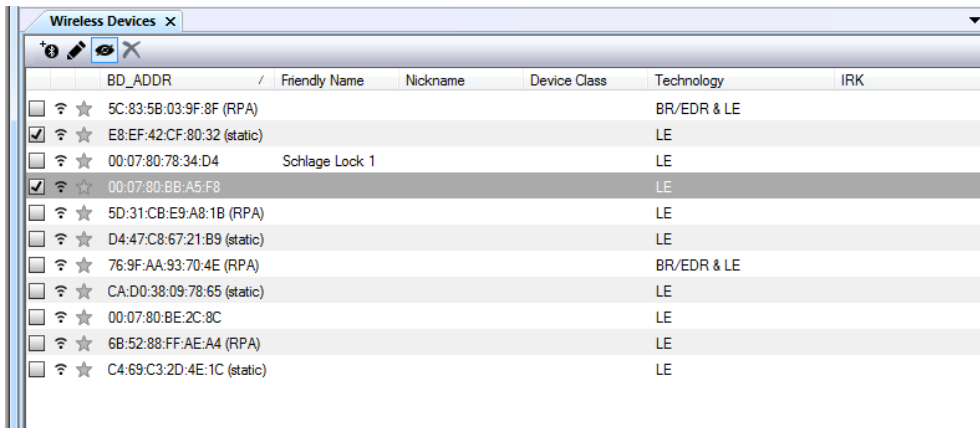 Wireless Devices X
BD_ADDR / Friendly Name Nickname Device Class Technology IRK
5C:83:5B:03:9F:8F (RPA) BR/EDR & LE
E8:EF:42:CF:80:32 (static) LE
00:07:80:78:34:D4 Schlage Lock 1 LE
00:07:80:BB:A5:F8 LE
5D:31:CB:E9:A8:1B (RPA) LE
D4:47:C8:67:21:B9 (static) LE
76:9F:AA:93:70:4E (RPA) BR/EDR & LE
CA:D0:38:09:78:65 (static) LE
00:07:80:BE:2C:8C LE
6B:52:88:FF:AE:A4 (RPA) LE
C4:69:C3:2D:4E:1C (static) LE